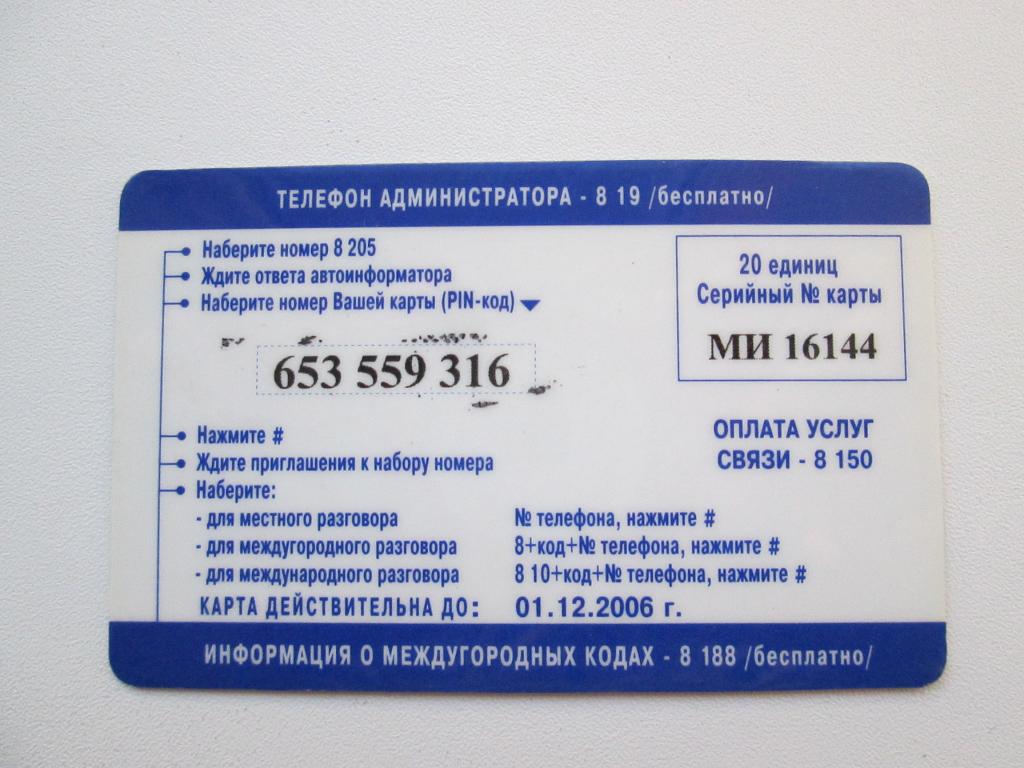 ТЕЛЕФОН АДМИНИСТРАТОРА - 8 19 /бесплатно/
Наберите номер 8 205
Ждите ответа автоинформатора
Наберите номер Вашей карты (PIN-код)
653 559 316
20 единиц
Серийный № карты
МИ 16144
ОПЛАТА УСЛУГ
СВЯЗИ - 8 150
Нажмите #
Ждите приглашения к набору номера
Наберите:
- для местного разговора № телефона, нажмите #
- для междугородного разговора 8+код+№ телефона, нажмите #
- для международного разговора 8 10+код+№ телефона, нажмите #
КАРТА ДЕЙСТВИТЕЛЬНА ДО: 01.12.2006 г.
ИНФОРМАЦИЯ О МЕЖДУГОРОДНЫХ КОДАХ - 8 188 /бесплатно/